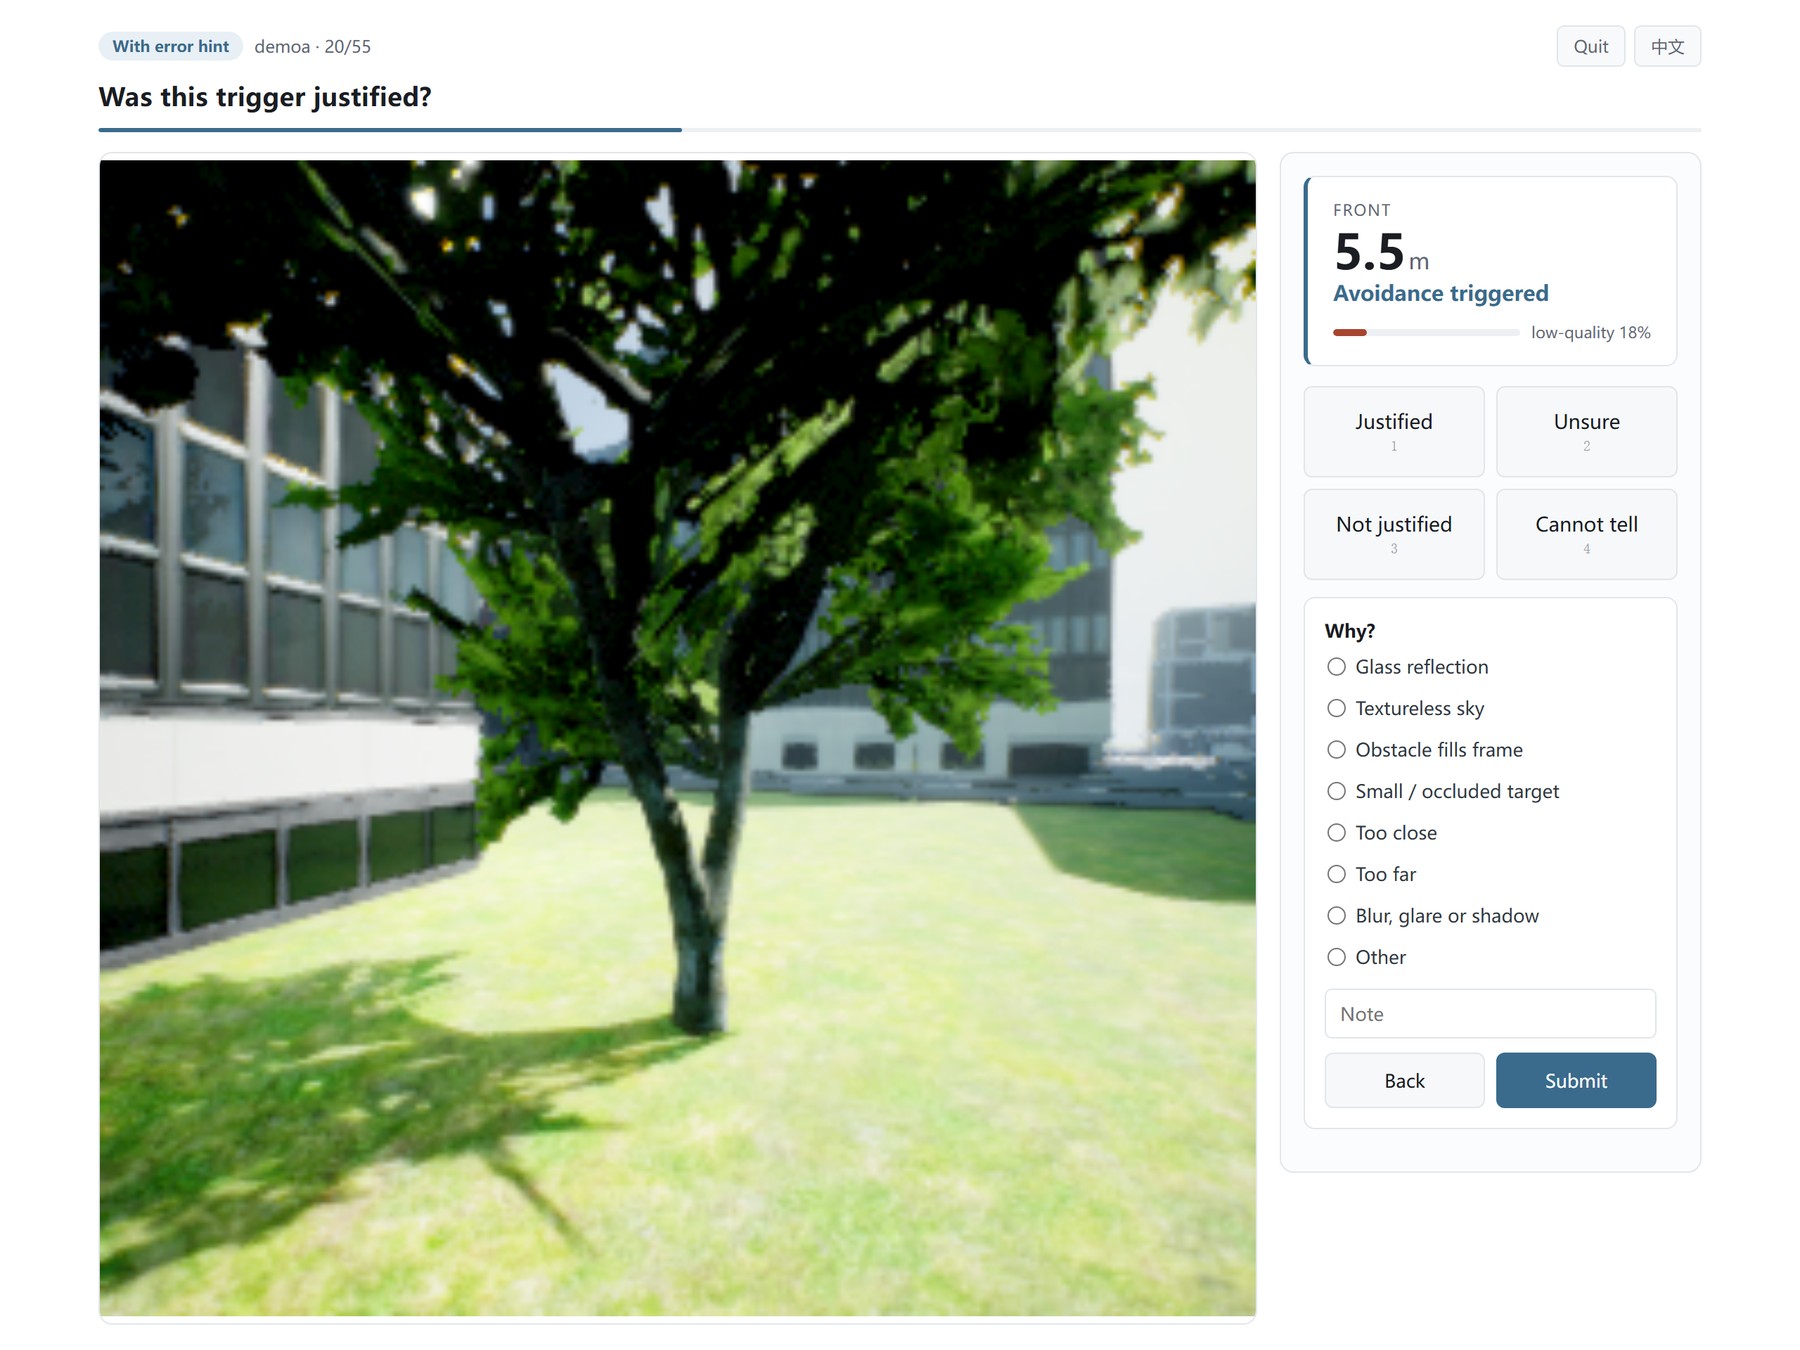 With error hint
demoa · 20/55
Quit
中文
Was this trigger justified?
FRONT
5.5 m
Avoidance triggered
low-quality 18%
Justified
1
Unsure
2
Not justified
3
Cannot tell
4
Why?
Glass reflection
Textureless sky
Obstacle fills frame
Small / occluded target
Too close
Too far
Blur, glare or shadow
Other
Note
Back
Submit